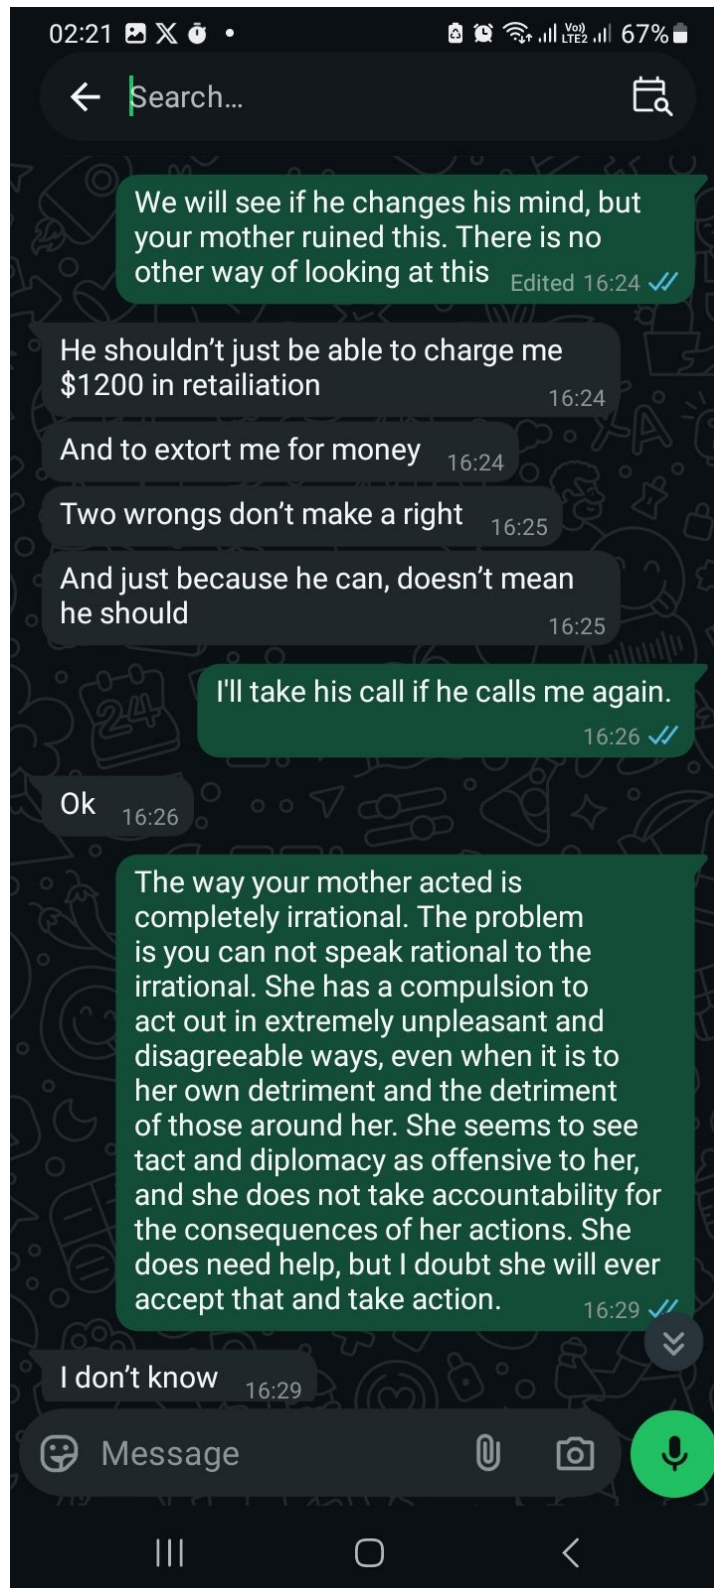 02:21 67%
VoJ)
LTE2
Search...
We will see if he changes his mind, but
your mother ruined this. There is no
other way of looking at this Edited 16:24
He shouldn't just be able to charge me
$1200 in retailiation
16:24
And to extort me for money 16:24
Two wrongs don't make a right 16:25
And just because he can, doesn't mean
he should
16:25
I'll take his call if he calls me again.
16:26
Ok 16:26
24
The way your mother acted is
completely irrational. The problem
is you can not speak rational to the
irrational. She has a compulsion to
act out in extremely unpleasant and
disagreeable ways, even when it is to
her own detriment and the detriment
of those around her. She seems to see
tact and diplomacy as offensive to her,
and she does not take accountability for
the consequences of her actions. She
does need help, but I doubt she will ever
accept that and take action. 16:29
I don't know 16:29
Message